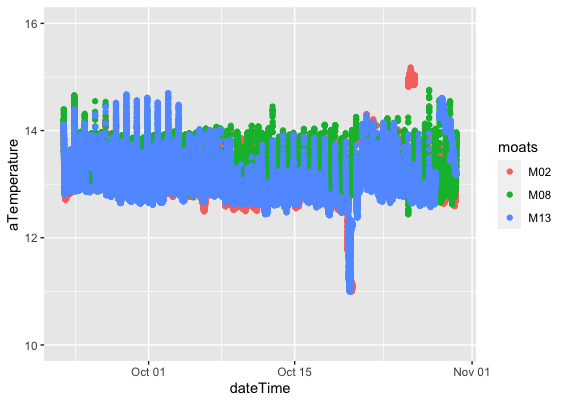 16
14
12
10
aTemperature
Oct 01
Oct 15
Nov 01
dateTime
moats
M02
M08
M13